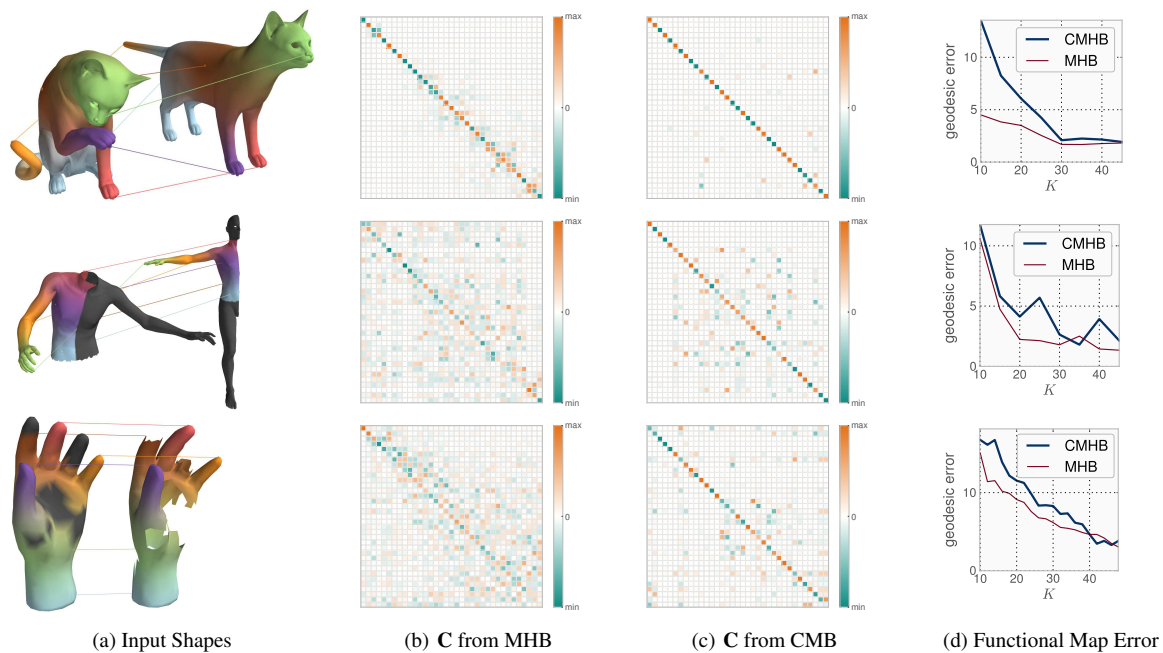 max
0
min
max
0
min
geodesic error
10
5
0
10 20 30 40
K
CMHB
MHB
max
0
min
max
0
min
geodesic error
10
5
0
10 20 30 40
K
CMHB
MHB
max
0
min
max
0
min
geodesic error
10
0
10 20 30 40
K
CMHB
MHB
(a) Input Shapes
(b) C from MHB
(c) C from CMB
(d) Functional Map Error